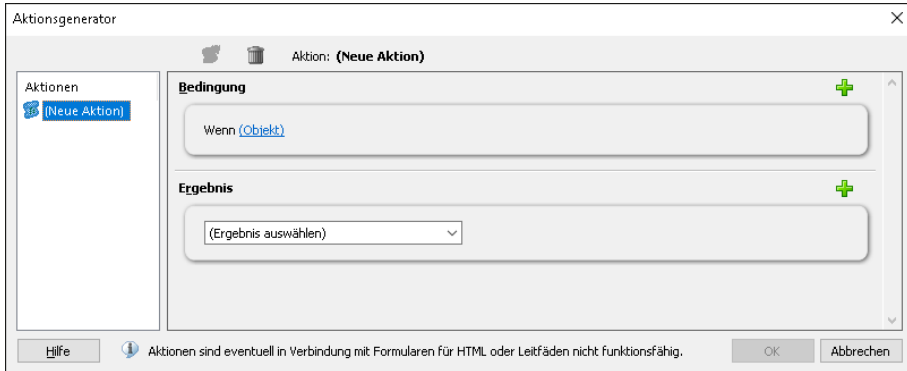 Aktionsgenerator
Aktion: (Neue Aktion)
Aktionen
(Neue Aktion)
Bedingung
Wenn (Objekt)
Ergebnis
(Ergebnis auswählen)
Hilfe
Aktionen sind eventuell in Verbindung mit Formularen für HTML oder Leitfäden nicht funktionsfähig.
OK
Abbrechen